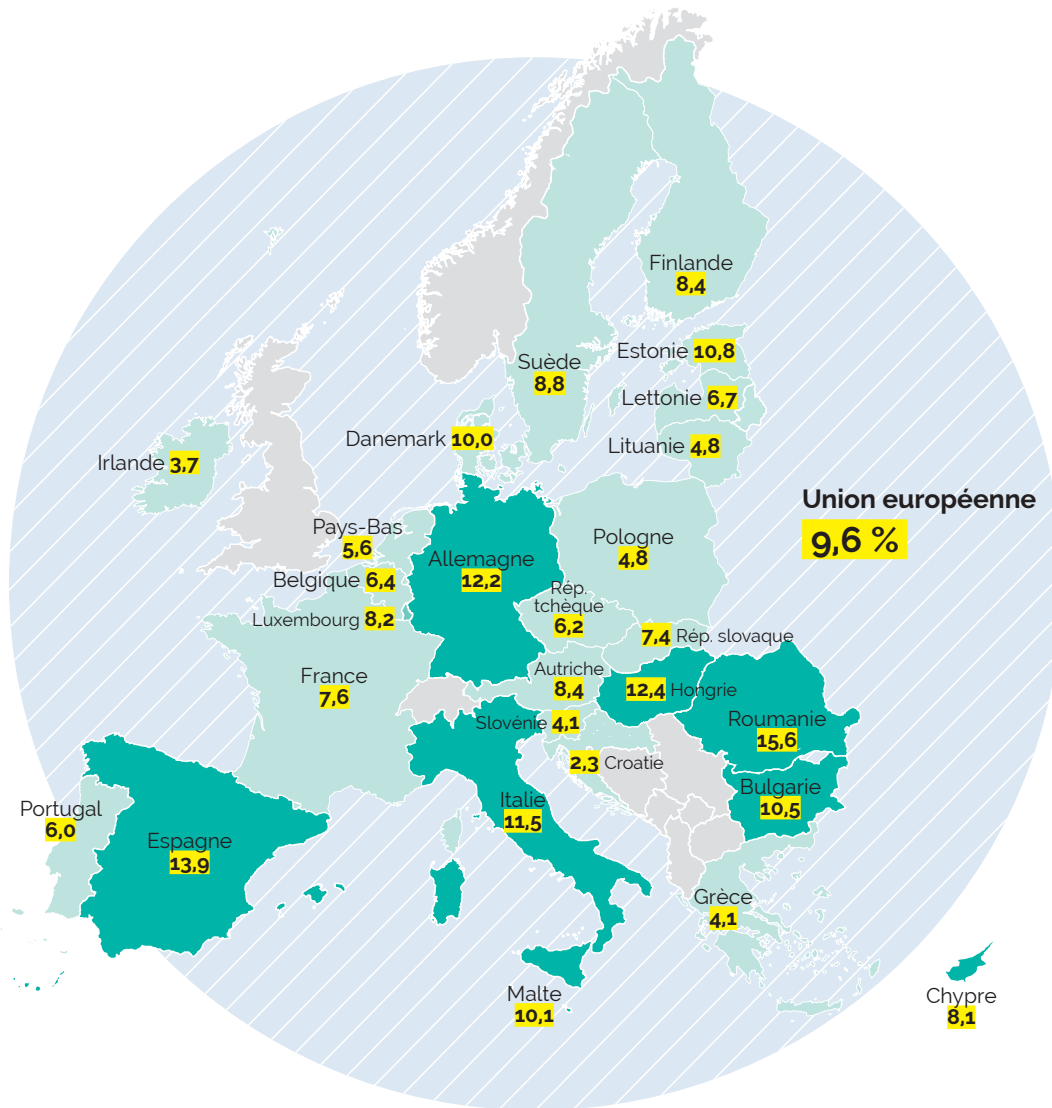 Finlande
8,4
Estonie 10,8
Suède
8,8
Lettonie 6,7
Danemark 10,0
Lituanie 4,8
Irlande 3,7
Union européenne
9,6 %
Pays-Bas
5,6
Pologne
4,8
Allemagne
12,2
Belgique 6,4
Rép.
tchèque
6,2
Luxembourg 8,2
7,4 Rép. slovaque
France
7,6
Autriche
8,4
12,4 Hongrie
Slovénie 4,1
Roumanie
15,6
2,3 Croatie
Bulgarie
10,5
Italie
11,5
Portugal
6,0
Espagne
13,9
Grèce
4,1
Malte
10,1
Chypre
8,1